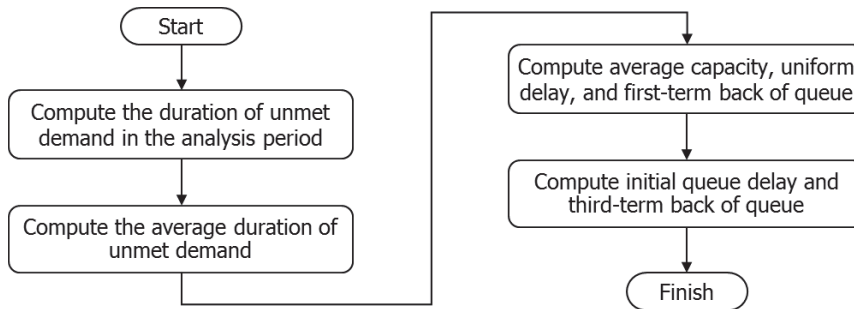 Start
Compute the duration of unmet
demand in the analysis period
Compute the average duration of
unmet demand
Compute average capacity, uniform
delay, and first-term back of queue
Compute initial queue delay and
third-term back of queue
Finish